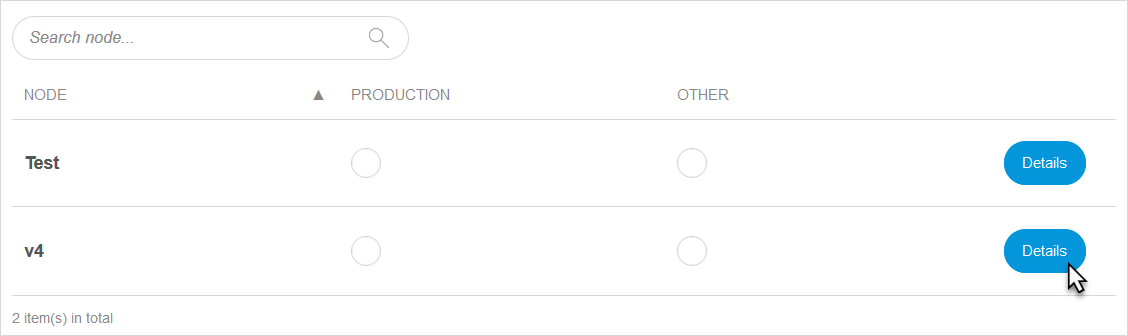 Search node...
NODE ▲ PRODUCTION OTHER
Test Details
v4 Details
2 item(s) in total